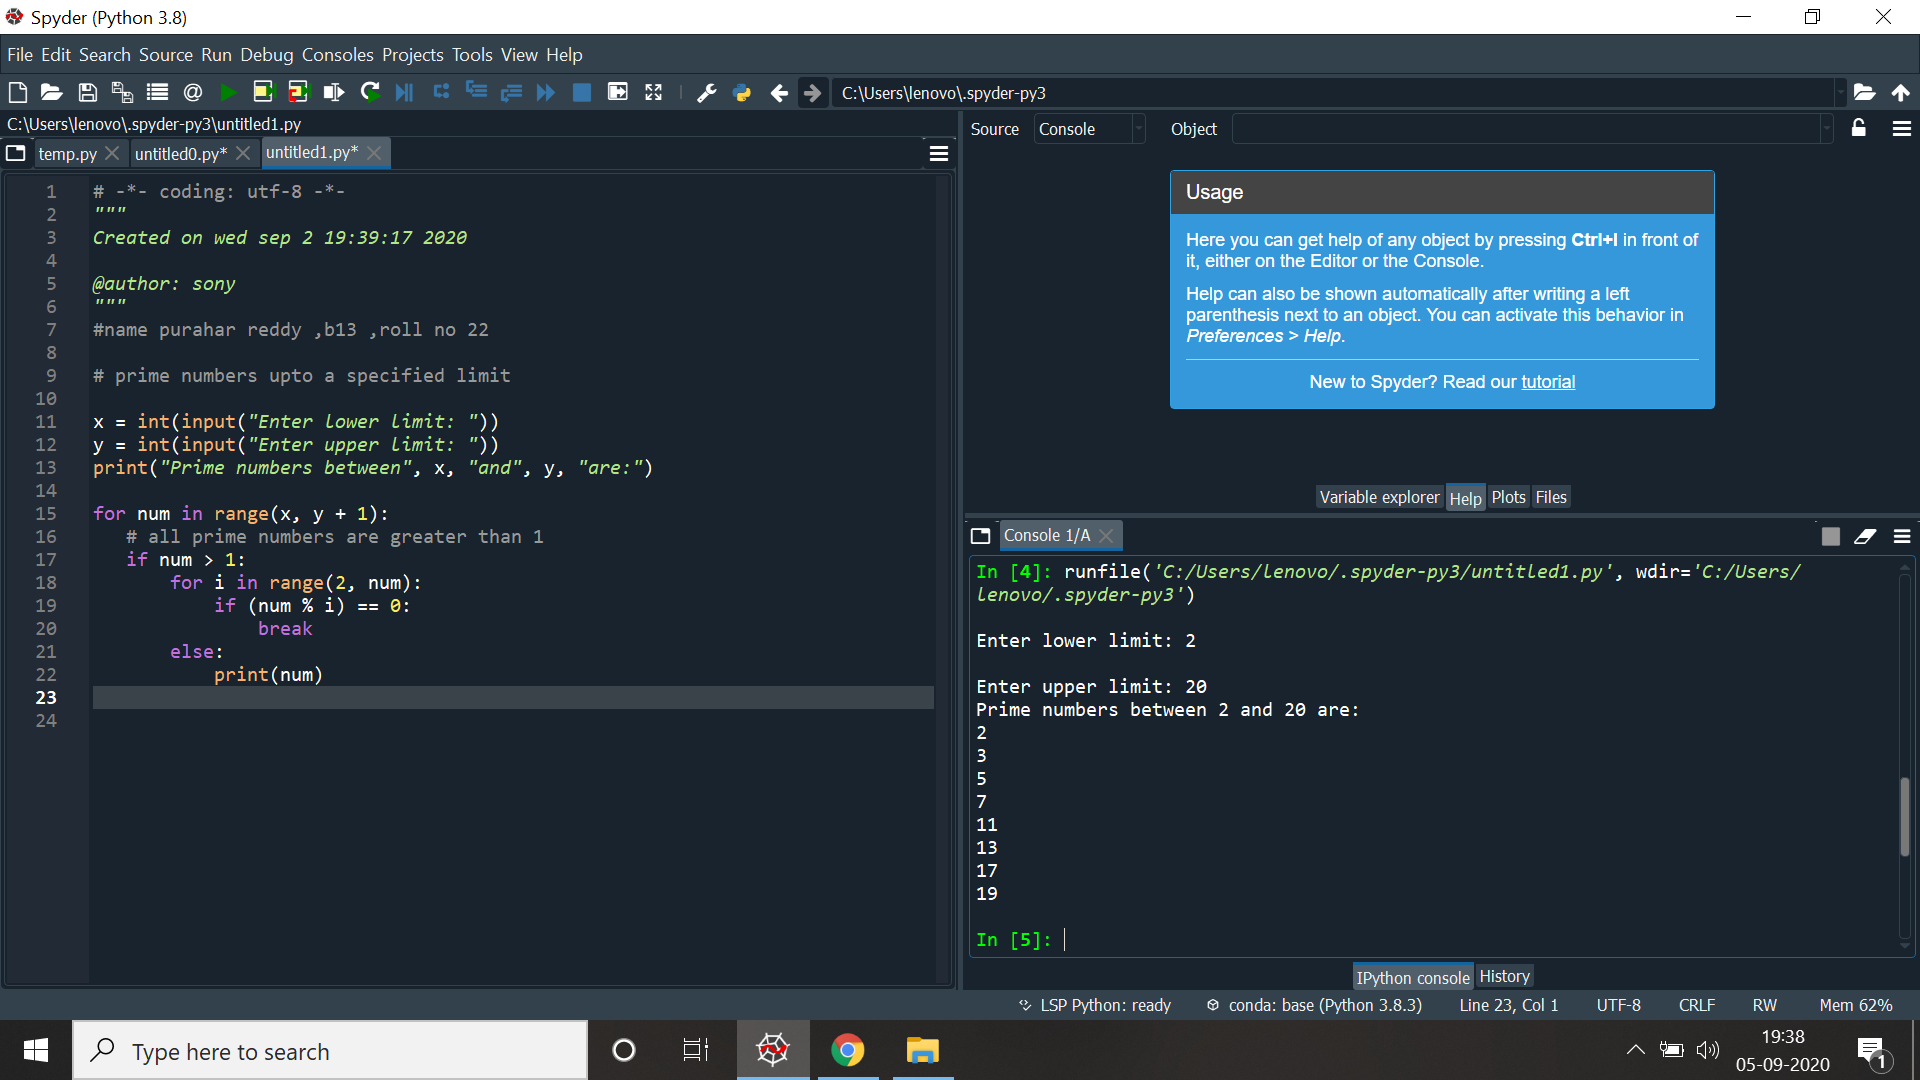 Spyder (Python 3.8)
File Edit Search Source Run Debug Consoles Projects Tools View Help
C:\Users\lenovo\.spyder-py3
C:\Users\lenovo\.spyder-py3\untitled1.py
temp.py untitled0.py* untitled1.py*
1 # -*- coding: utf-8 -*-
2 """
3 Created on wed sep 2 19:39:17 2020
4
5 @author: sony
6 """
7 #name purahar reddy ,b13 ,roll no 22
8
9 # prime numbers upto a specified limit
10
11 x = int(input("Enter lower limit: "))
12 y = int(input("Enter upper limit: "))
13 print("Prime numbers between", x, "and", y, "are:")
14
15 for num in range(x, y + 1):
16 # all prime numbers are greater than 1
17 if num > 1:
18 for i in range(2, num):
19 if (num % i) == 0:
20 break
21 else:
22 print(num)
23
24
Source Console Object
Usage
Here you can get help of any object by pressing Ctrl+I in front of
it, either on the Editor or the Console.
Help can also be shown automatically after writing a left
parenthesis next to an object. You can activate this behavior in
Preferences > Help.
New to Spyder? Read our tutorial
Variable explorer Help Plots Files
Console 1/A
In [4]: runfile('C:/Users/lenovo/.spyder-py3/untitled1.py', wdir='C:/Users/
lenovo/.spyder-py3')
Enter lower limit: 2
Enter upper limit: 20
Prime numbers between 2 and 20 are:
2
3
5
7
11
13
17
19
In [5]:
IPython console History
LSP Python: ready conda: base (Python 3.8.3) Line 23, Col 1 UTF-8 CRLF RW Mem 62%
Type here to search
19:38
05-09-2020
1